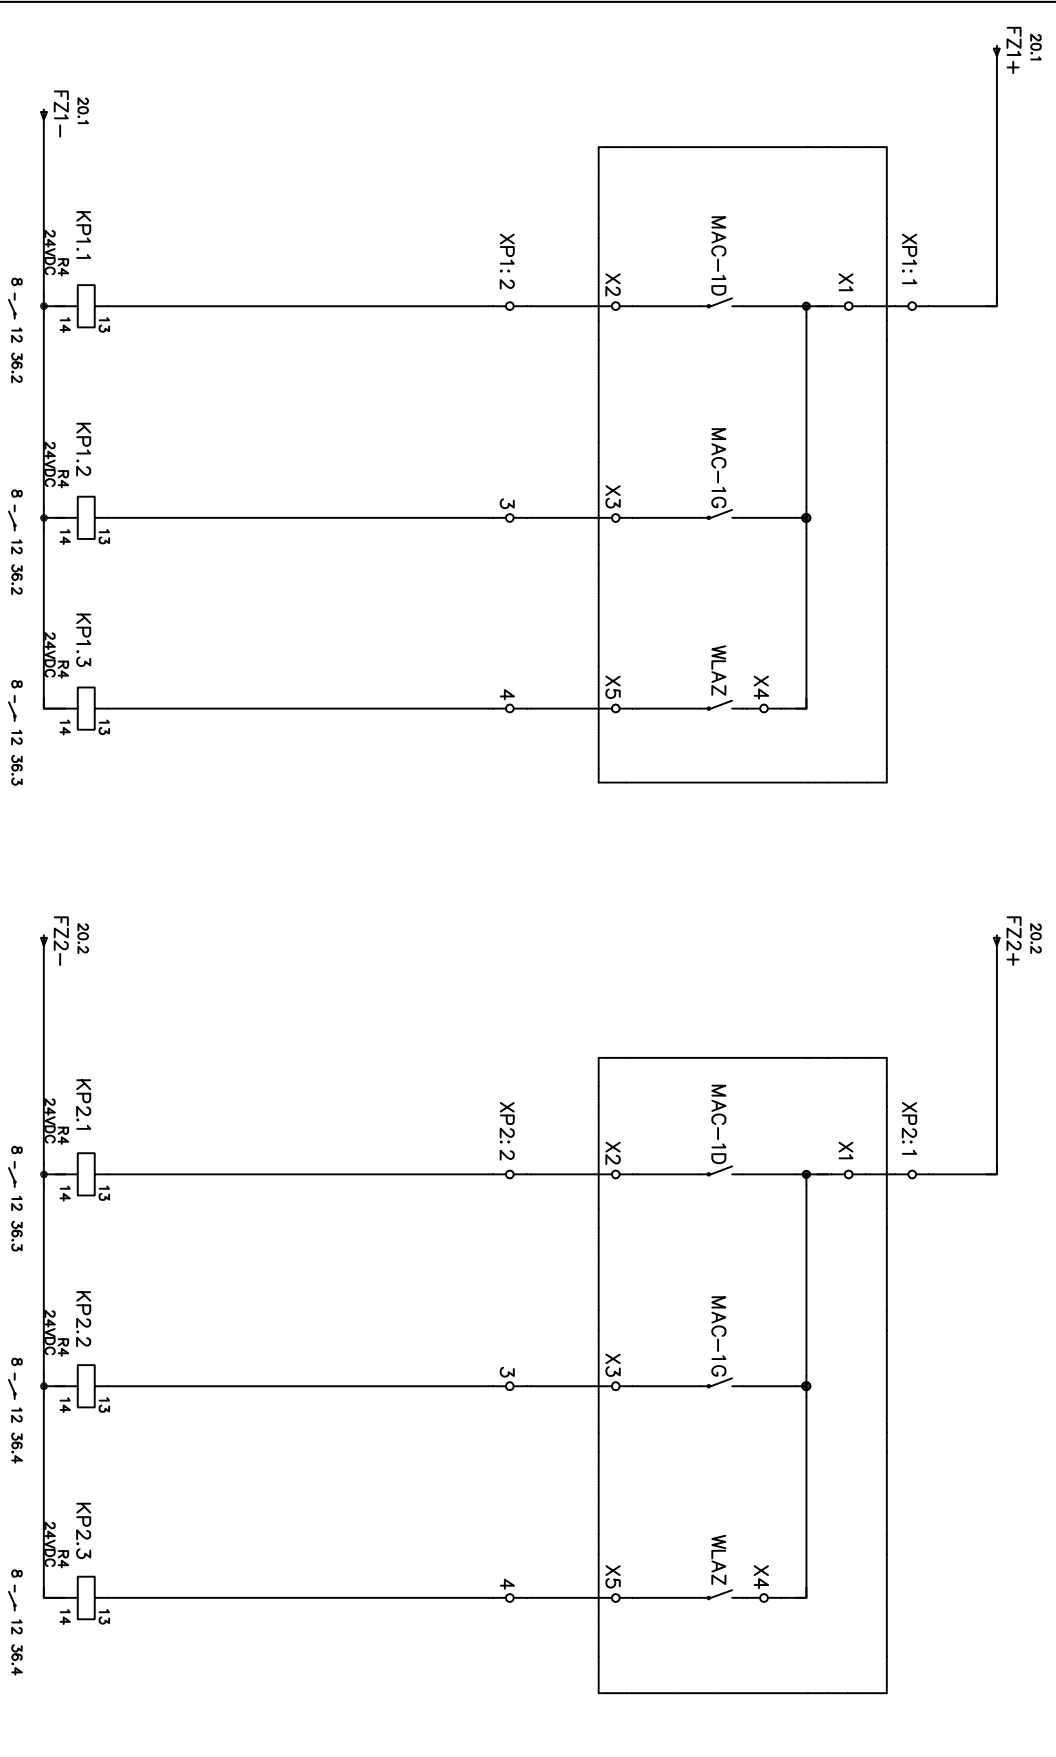 20.1
FZ1+
XP1:1
X1
MAC-1D
MAC-1G
WLAZ
X4
X2
X3
X5
XP1:2
3
4
20.1
FZ1-
KP1.1
R4
24VDC
13
14
KP1.2
R4
24VDC
13
14
KP1.3
R4
24VDC
13
14
8 12 36.2
8 12 36.2
8 12 36.3
20.2
FZ2+
XP2:1
X1
MAC-1D
MAC-1G
WLAZ
X4
X2
X3
X5
XP2:2
3
4
20.2
FZ2-
KP2.1
R4
24VDC
13
14
KP2.2
R4
24VDC
13
14
KP2.3
R4
24VDC
13
14
8 12 36.3
8 12 36.4
8 12 36.4